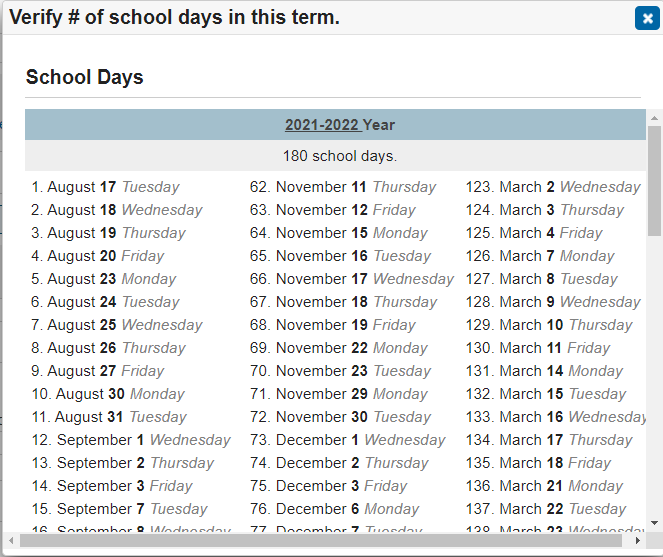 Verify # of school days in this term.
School Days
2021-2022 Year
180 school days.
1. August 17 Tuesday
2. August 18 Wednesday
3. August 19 Thursday
4. August 20 Friday
5. August 23 Monday
6. August 24 Tuesday
7. August 25 Wednesday
8. August 26 Thursday
9. August 27 Friday
10. August 30 Monday
11. August 31 Tuesday
12. September 1 Wednesday
13. September 2 Thursday
14. September 3 Friday
15. September 7 Tuesday
16. September 8 Wednesday
62. November 11 Thursday
63. November 12 Friday
64. November 15 Monday
65. November 16 Tuesday
66. November 17 Wednesday
67. November 18 Thursday
68. November 19 Friday
69. November 22 Monday
70. November 23 Tuesday
71. November 29 Monday
72. November 30 Tuesday
73. December 1 Wednesday
74. December 2 Thursday
75. December 3 Friday
76. December 6 Monday
77. December 7 Tuesday
123. March 2 Wednesday
124. March 3 Thursday
125. March 4 Friday
126. March 7 Monday
127. March 8 Tuesday
128. March 9 Wednesday
129. March 10 Thursday
130. March 11 Friday
131. March 14 Monday
132. March 15 Tuesday
133. March 16 Wednesday
134. March 17 Thursday
135. March 18 Friday
136. March 21 Monday
137. March 22 Tuesday
138. March 23 Wednesday